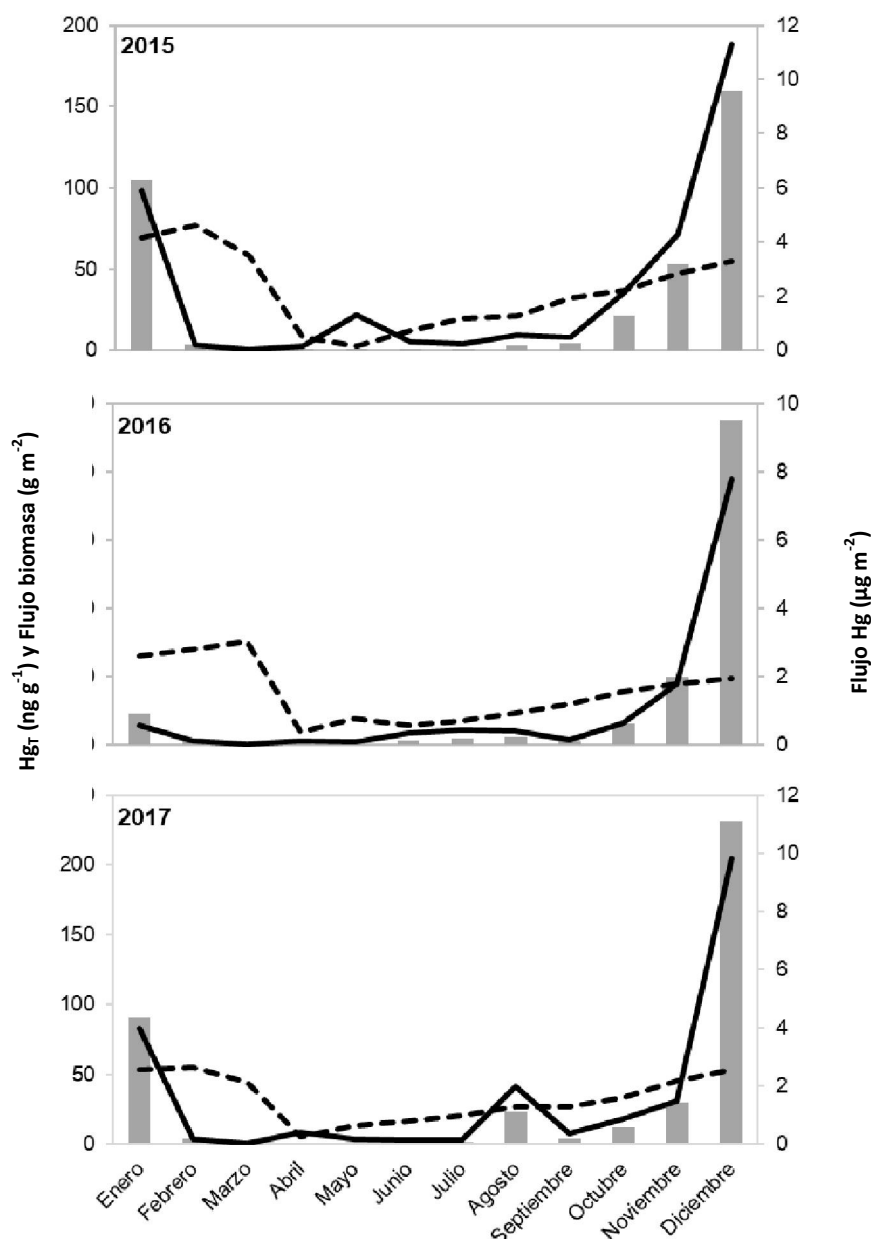 Hg_T (ng g⁻¹) y Flujo biomasa (g m⁻²)
200
150
100
50
0
2015
12
10
8
6
4
2
0
2016
10
8
6
4
2
0
2017
200
150
100
50
0
12
10
8
6
4
2
0
Flujo Hg (µg m⁻²)
Enero
Febrero
Marzo
Abril
Mayo
Junio
Julio
Agosto
Septiembre
Octubre
Noviembre
Diciembre